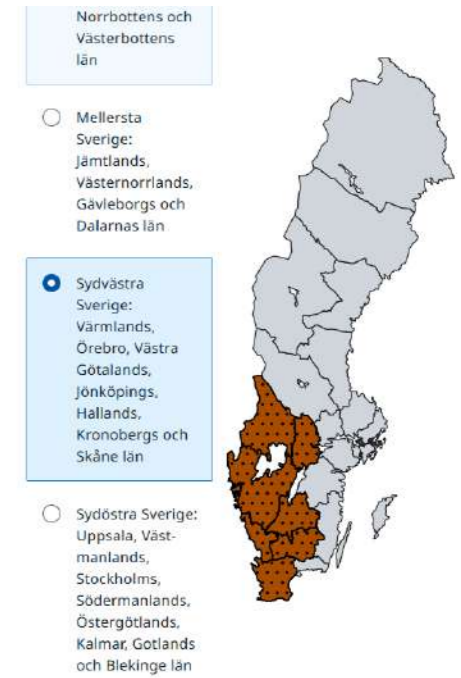 Norrbottens och
Västerbottens
län
Mellersta
Sverige:
Jämtlands,
Västernorrlands,
Gävleborgs och
Dalarnas län
Sydvästra
Sverige:
Värmlands,
Örebro, Västra
Götalands,
Jönköpings,
Hallands,
Kronobergs och
Skåne län
Sydöstra Sverige:
Uppsala, Väst-
manlands,
Stockholms,
Södermanlands,
Östergötlands,
Kalmar, Gotlands
och Blekinge län